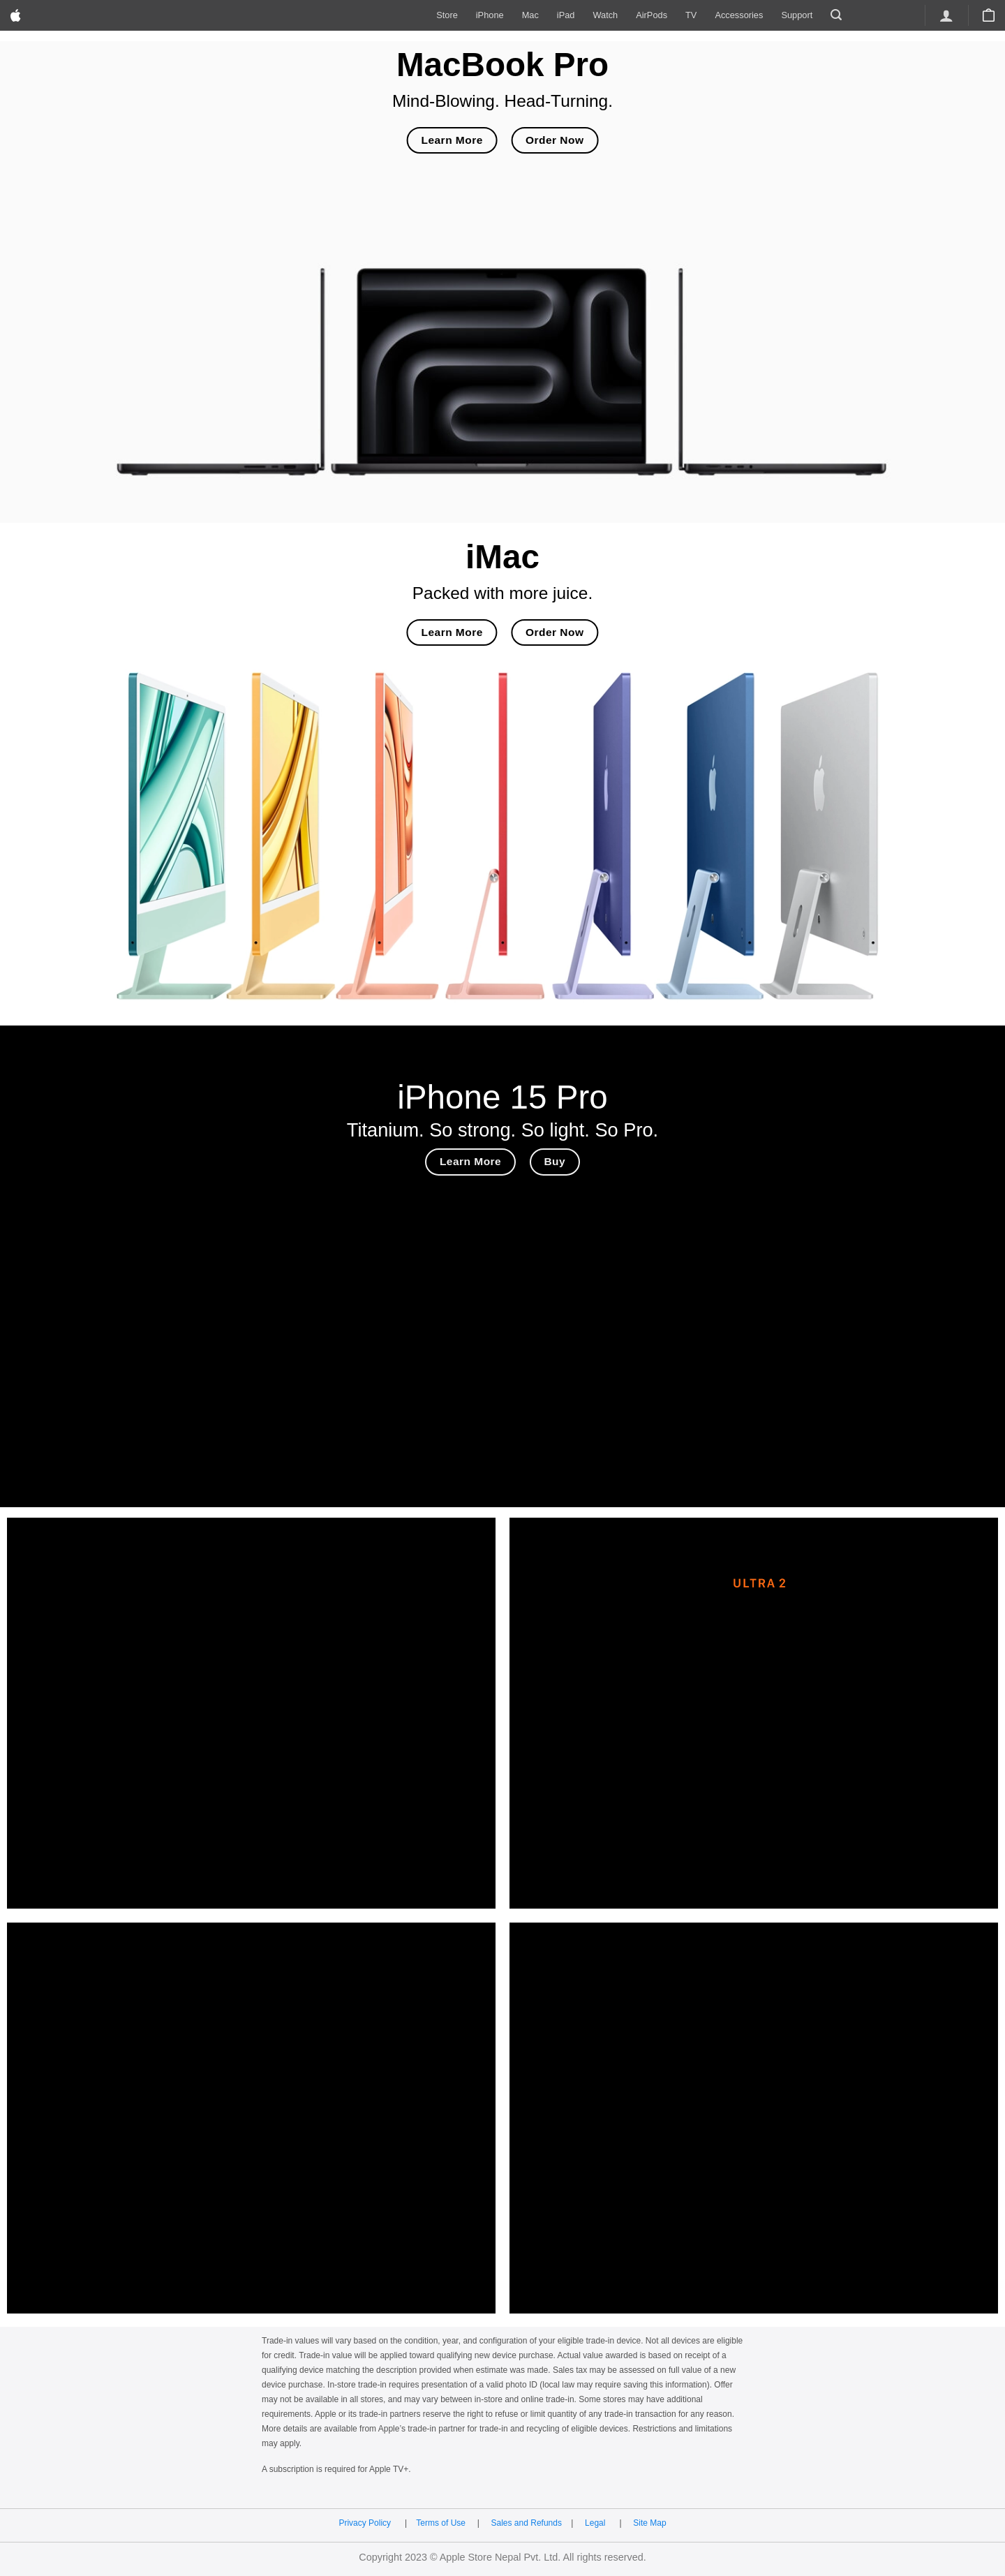 Store iPhone Mac iPad Watch AirPods TV Accessories Support
MacBook Pro
Mind-Blowing. Head-Turning.
Learn More Order Now
iMac
Packed with more juice.
Learn More Order Now
iPhone 15 Pro
Titanium. So strong. So light. So Pro.
Learn More Buy
ULTRA 2
Trade-in values will vary based on the condition, year, and configuration of your eligible trade-in device. Not all devices are eligible
for credit. Trade-in value will be applied toward qualifying new device purchase. Actual value awarded is based on receipt of a
qualifying device matching the description provided when estimate was made. Sales tax may be assessed on full value of a new
device purchase. In-store trade-in requires presentation of a valid photo ID (local law may require saving this information). Offer
may not be available in all stores, and may vary between in-store and online trade-in. Some stores may have additional
requirements. Apple or its trade-in partners reserve the right to refuse or limit quantity of any trade-in transaction for any reason.
More details are available from Apple’s trade-in partner for trade-in and recycling of eligible devices. Restrictions and limitations
may apply.
A subscription is required for Apple TV+.
Privacy Policy | Terms of Use | Sales and Refunds | Legal | Site Map
Copyright 2023 © Apple Store Nepal Pvt. Ltd. All rights reserved.